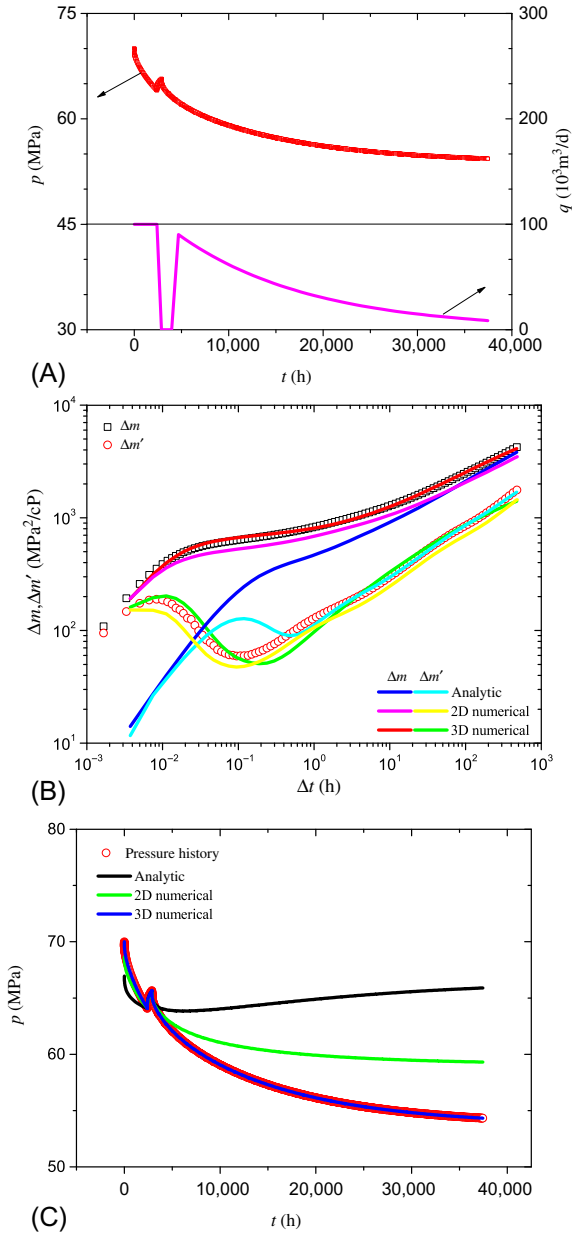 75
300
60
200
p (MPa)
q (10³m³/d)
45
100
30
0
0
10,000
20,000
30,000
40,000
t (h)
(A)
10⁴
Δm
Δm′
10³
Δm,Δm′ (MPa²/cP)
10²
Δm Δm′
Analytic
2D numerical
3D numerical
10¹
10⁻³
10⁻²
10⁻¹
10⁰
10¹
10²
10³
Δt (h)
(B)
80
Pressure history
Analytic
2D numerical
3D numerical
70
p (MPa)
60
50
0
10,000
20,000
30,000
40,000
t (h)
(C)